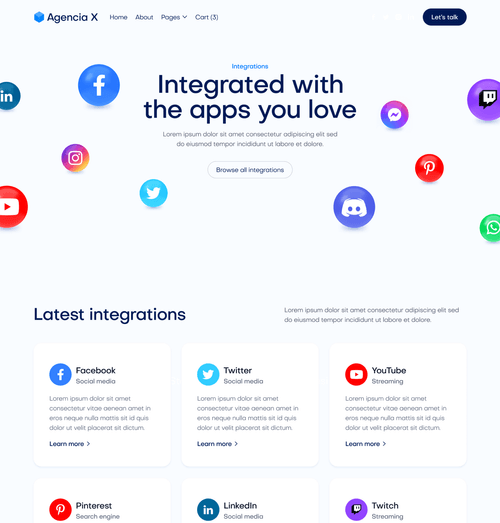 Agencia X
Home
About
Pages
Cart (3)
Let's talk
Integrations
Integrated with
the apps you love
Lorem ipsum dolor sit amet consectetur adipiscing elit sed
do eiusmod tempor incididunt ut labore et dolore.
Browse all integrations
in
Latest integrations
Lorem ipsum dolor sit amet consectetur adipiscing elit sed
do eiusmod tempor incididunt ut labore et dolore.
Facebook
Social media
Lorem ipsum dolor sit amet
consectetur vitae aenean amet in
eros neque nulla mattis sit id quis
dolor ut velit placerat sit dictum.
Learn more
Twitter
Social media
Lorem ipsum dolor sit amet
consectetur vitae aenean amet in
eros neque nulla mattis sit id quis
dolor ut velit placerat sit dictum.
Learn more
YouTube
Streaming
Lorem ipsum dolor sit amet
consectetur vitae aenean amet in
eros neque nulla mattis sit id quis
dolor ut velit placerat sit dictum.
Learn more
Pinterest
Search engine
in
LinkedIn
Social media
Twitch
Streaming